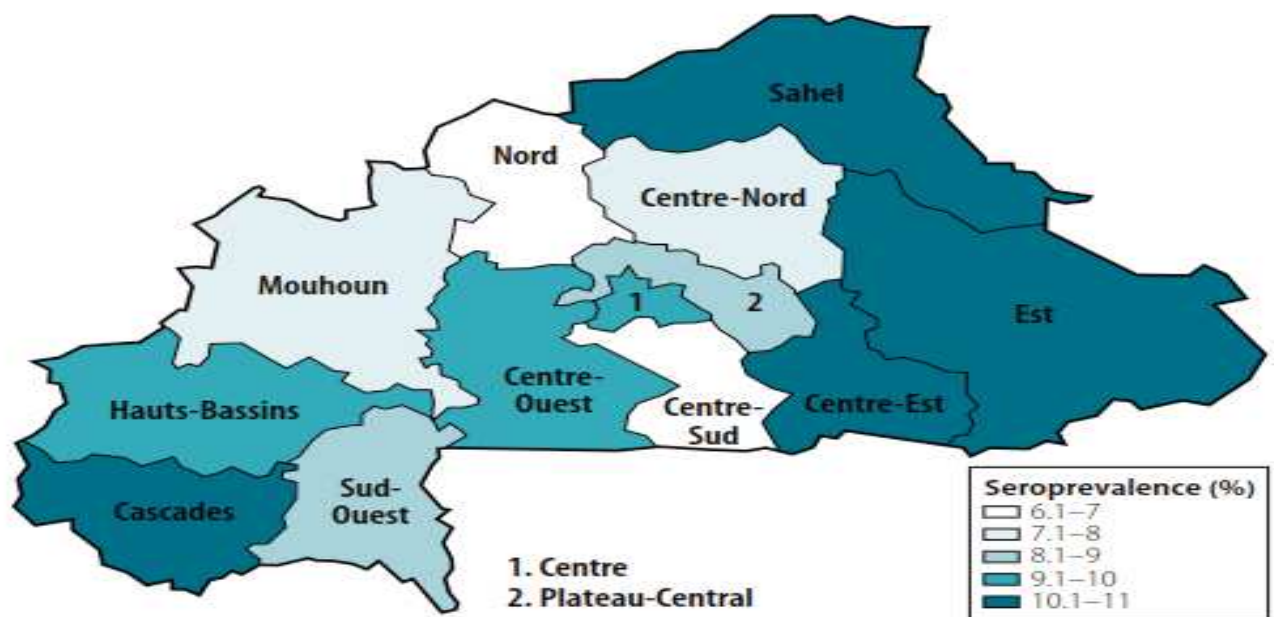 Sahel
Nord
Centre-Nord
Mouhoun
1
2
Est
Centre-
Ouest
Hauts-Bassins
Centre-
Sud
Centre-Est
Cascades
Sud-
Ouest
Seroprevalence (%)
6.1–7
7.1–8
8.1–9
9.1–10
10.1–11
1. Centre
2. Plateau-Central